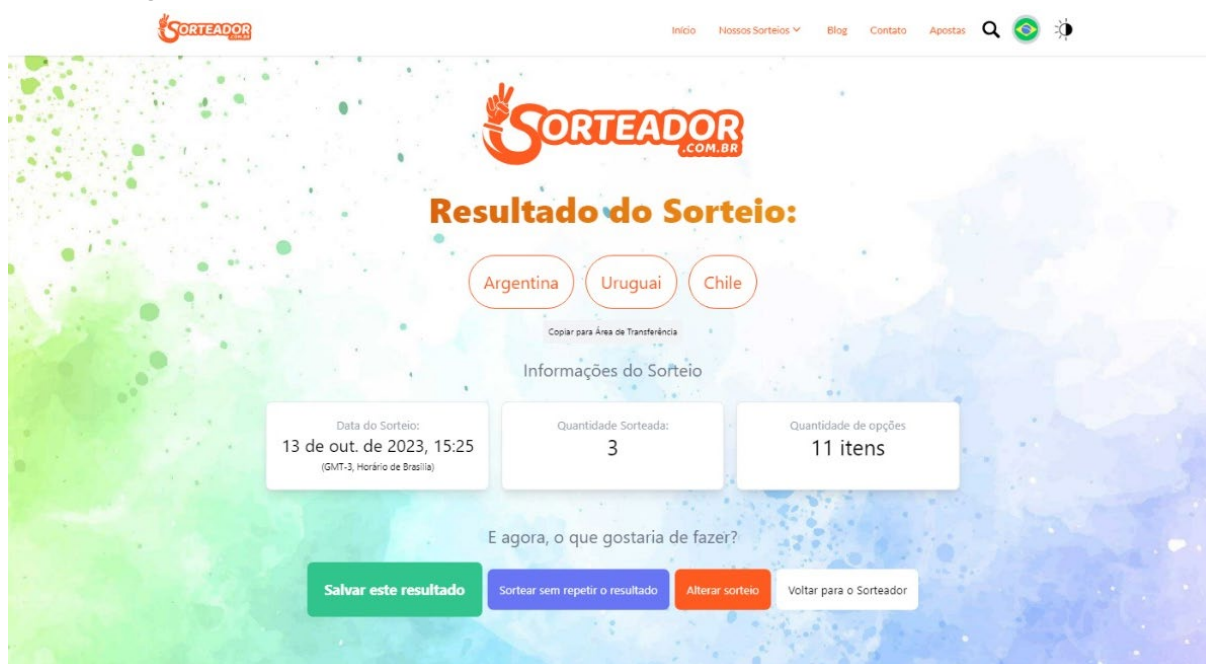 SORTEADOR
.COM.BR
Início Nossos Sorteios Blog Contato Apostas
SORTEADOR
.COM.BR
Resultado do Sorteio:
Argentina Uruguai Chile
Copiar para Área de Transferência
Informações do Sorteio
Data do Sorteio:
13 de out. de 2023, 15:25
(GMT-3, Horário de Brasília)
Quantidade Sorteada:
3
Quantidade de opções
11 itens
E agora, o que gostaria de fazer?
Salvar este resultado Sortear sem repetir o resultado Alterar sorteio Voltar para o Sorteador